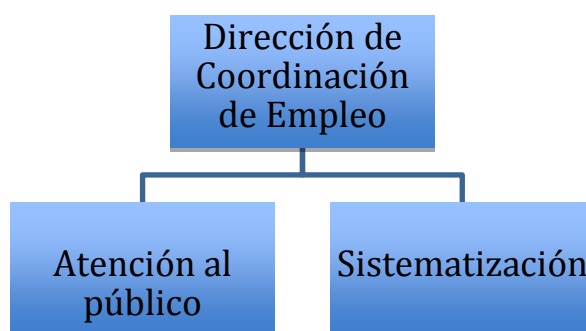 Dirección de
Coordinación
de Empleo
Atención al
público
Sistematización